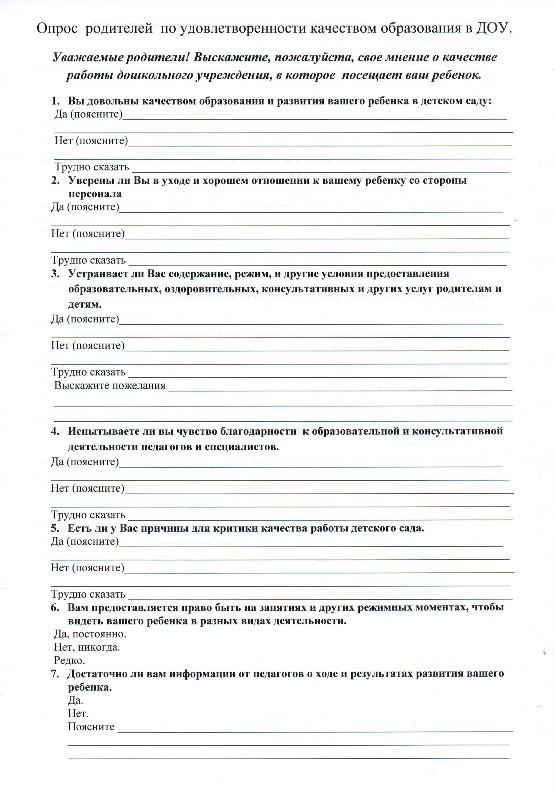 Опрос родителей по удовлетворенности качеством образования в ДОУ.
Уважаемые родители! Выскажите, пожалуйста, свое мнение о качестве
работы дошкольного учреждения, в которое посещает ваш ребенок.
1. Вы довольны качеством образования и развития вашего ребенка в детском саду:
Да (поясните)
Нет (поясните)
Трудно сказать
2. Уверены ли Вы в уходе и хорошем отношении к вашему ребенку со стороны
персонала
Да (поясните)
Нет (поясните)
Трудно сказать
3. Устраивает ли Вас содержание, режим, и другие условия предоставления
образовательных, оздоровительных, консультативных и других услуг родителям и
детям.
Да (поясните)
Нет (поясните)
Трудно сказать
Выскажите пожелания
4. Испытываете ли вы чувство благодарности к образовательной и консультативной
деятельности педагогов и специалистов.
Да (поясните)
Нет (поясните)
Трудно сказать
5. Есть ли у Вас причины для критики качества работы детского сада.
Да (поясните)
Нет (поясните)
Трудно сказать
6. Вам предоставляется право быть на занятиях и других режимных моментах, чтобы
видеть вашего ребенка в разных видах деятельности.
Да, постоянно.
Нет, никогда.
Редко.
7. Достаточно ли вам информации от педагогов о ходе и результатах развития вашего
ребенка.
Да.
Нет.
Поясните